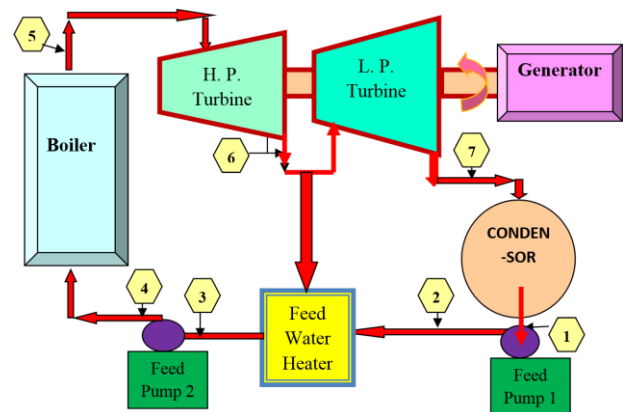 5
H. P.
Turbine
L. P.
Turbine
Generator
Boiler
6
7
CONDEN
-SOR
4
3
Feed
Water
Heater
2
1
Feed
Pump 2
Feed
Pump 1